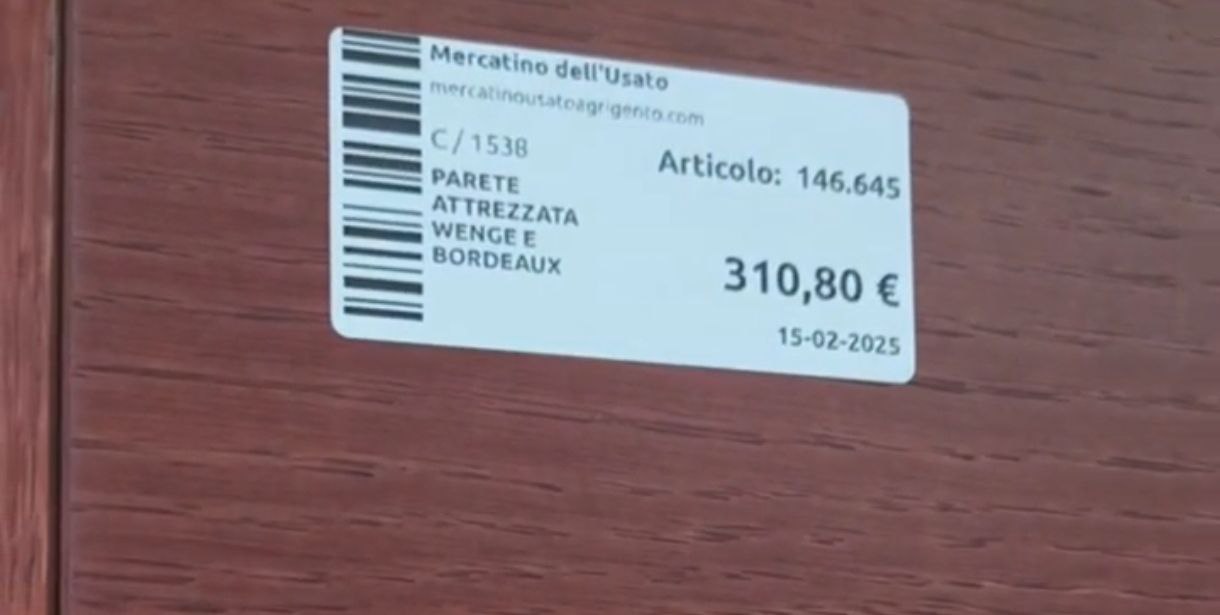 Mercatino dell'Usato
mercatinousatoagrigento.com
C / 1538
Articolo: 146.645
PARETE
ATTREZZATA
WENGE E
BORDEAUX
310,80 €
15-02-2025